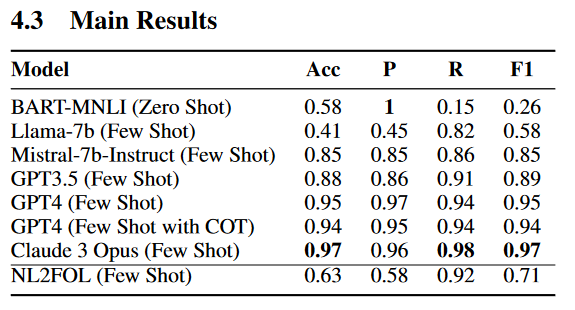 4.3 Main Results
Model Acc P R F1
BART-MNLI (Zero Shot) 0.58 1 0.15 0.26
Llama-7b (Few Shot) 0.41 0.45 0.82 0.58
Mistral-7b-Instruct (Few Shot) 0.85 0.85 0.86 0.85
GPT3.5 (Few Shot) 0.88 0.86 0.91 0.89
GPT4 (Few Shot) 0.95 0.97 0.94 0.95
GPT4 (Few Shot with COT) 0.94 0.95 0.94 0.94
Claude 3 Opus (Few Shot) 0.97 0.96 0.98 0.97
NL2FOL (Few Shot) 0.63 0.58 0.92 0.71